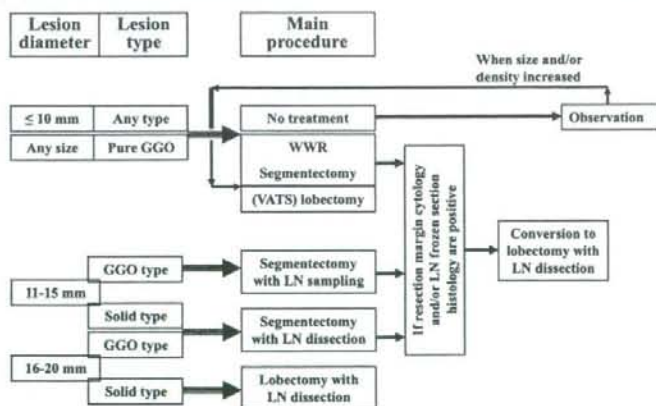 Lesion diameter
Lesion type
Main procedure
When size and/or
density increased
≤ 10 mm
Any type
No treatment
Observation
Any size
Pure GGO
WWR
Segmentectomy
(VATS) lobectomy
If resection margin cytology
and/or LN frozen section
histology are positive
Conversion to
lobectomy with
LN dissection
GGO type
Segmentectomy
with LN sampling
11-15 mm
Solid type
GGO type
Segmentectomy
with LN dissection
16-20 mm
Solid type
Lobectomy with
LN dissection